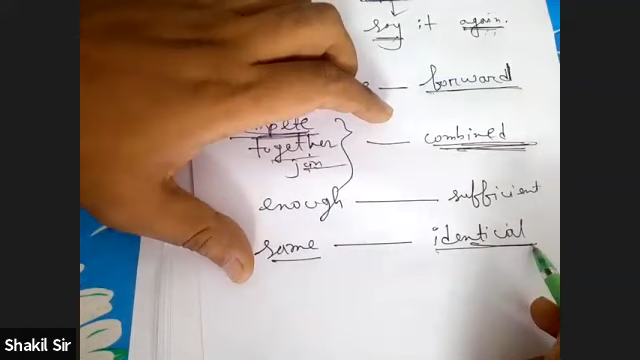 say it again.
— forward
together — combined
join
enough — sufficient
same — identical
Shakil Sir